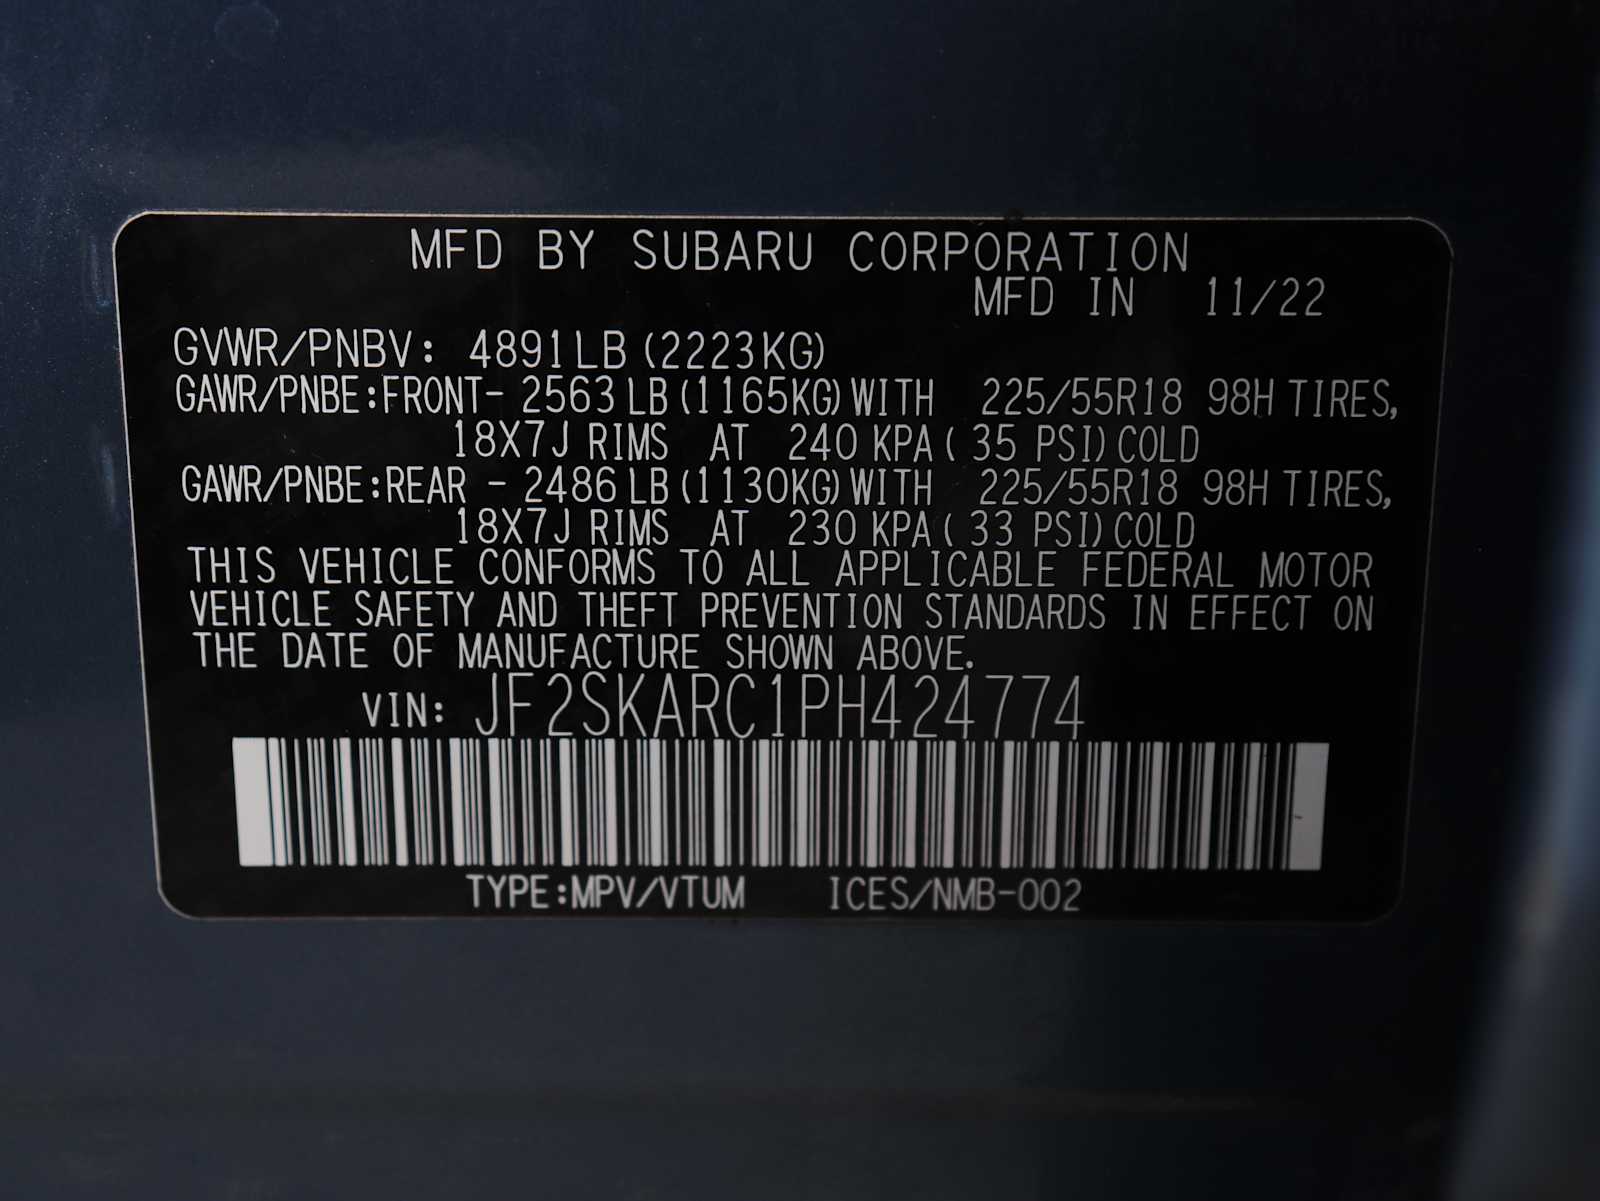 MFD BY SUBARU CORPORATION
MFD IN 11/22
GVWR/PNBV: 4891LB (2223KG)
GAWR/PNBE:FRONT- 2563 LB (1165KG) WITH 225/55R18 98H TIRES,
18X7J RIMS AT 240 KPA ( 35 PSI) COLD
GAWR/PNBE:REAR - 2486 LB (1130KG) WITH 225/55R18 98H TIRES,
18X7J RIMS AT 230 KPA ( 33 PSI) COLD
THIS VEHICLE CONFORMS TO ALL APPLICABLE FEDERAL MOTOR
VEHICLE SAFETY AND THEFT PREVENTION STANDARDS IN EFFECT ON
THE DATE OF MANUFACTURE SHOWN ABOVE.
VIN: JF2SKARC1PH424774
TYPE:MPV/VTUM ICES/NMB-002